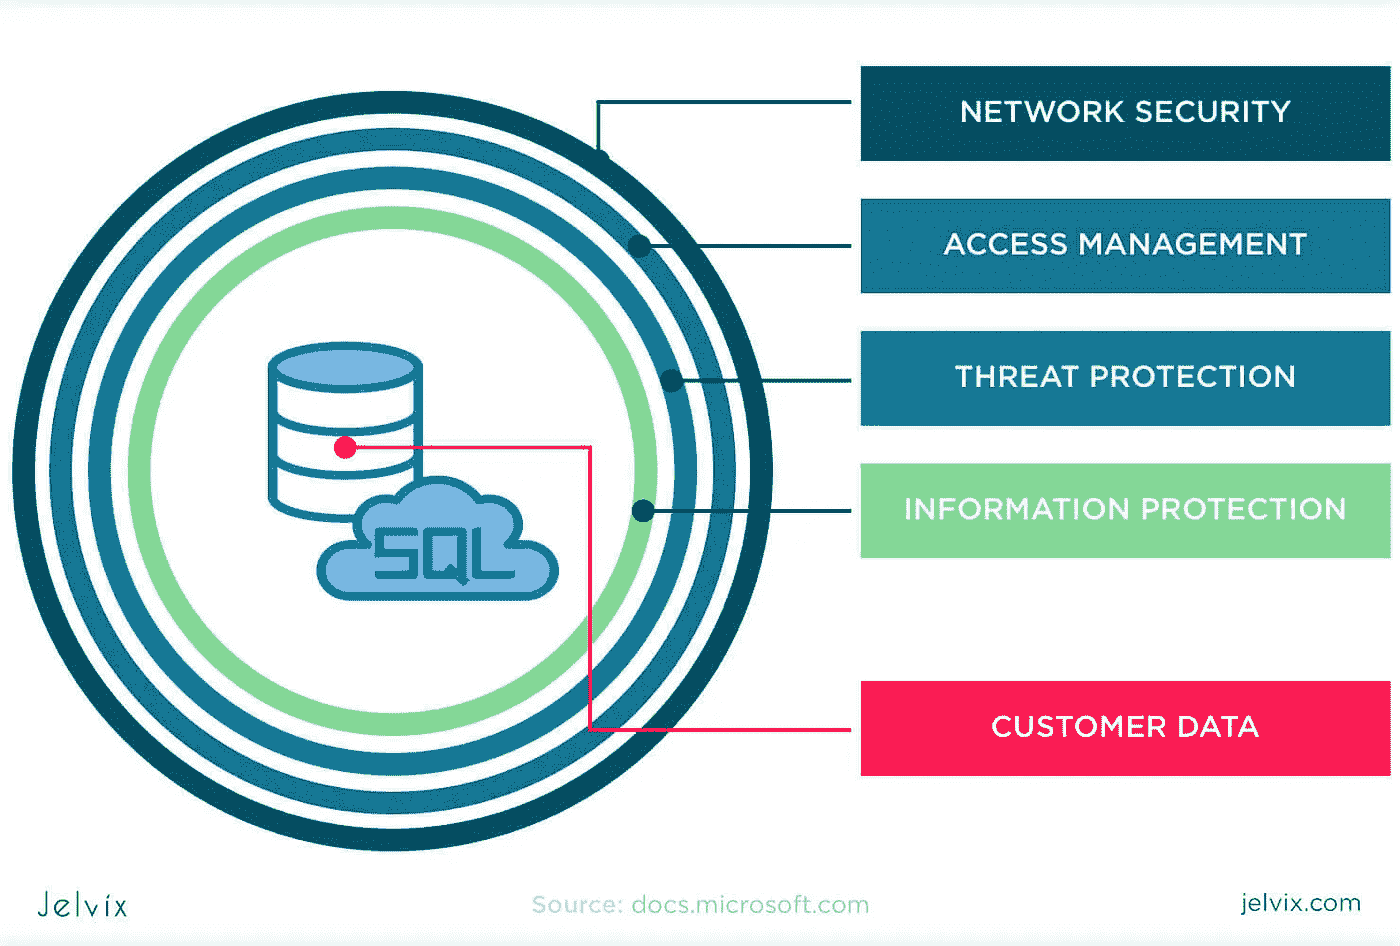 NETWORK SECURITY
ACCESS MANAGEMENT
THREAT PROTECTION
INFORMATION PROTECTION
SQL
CUSTOMER DATA
Jelvix
Source: docs.microsoft.com
jelvix.com